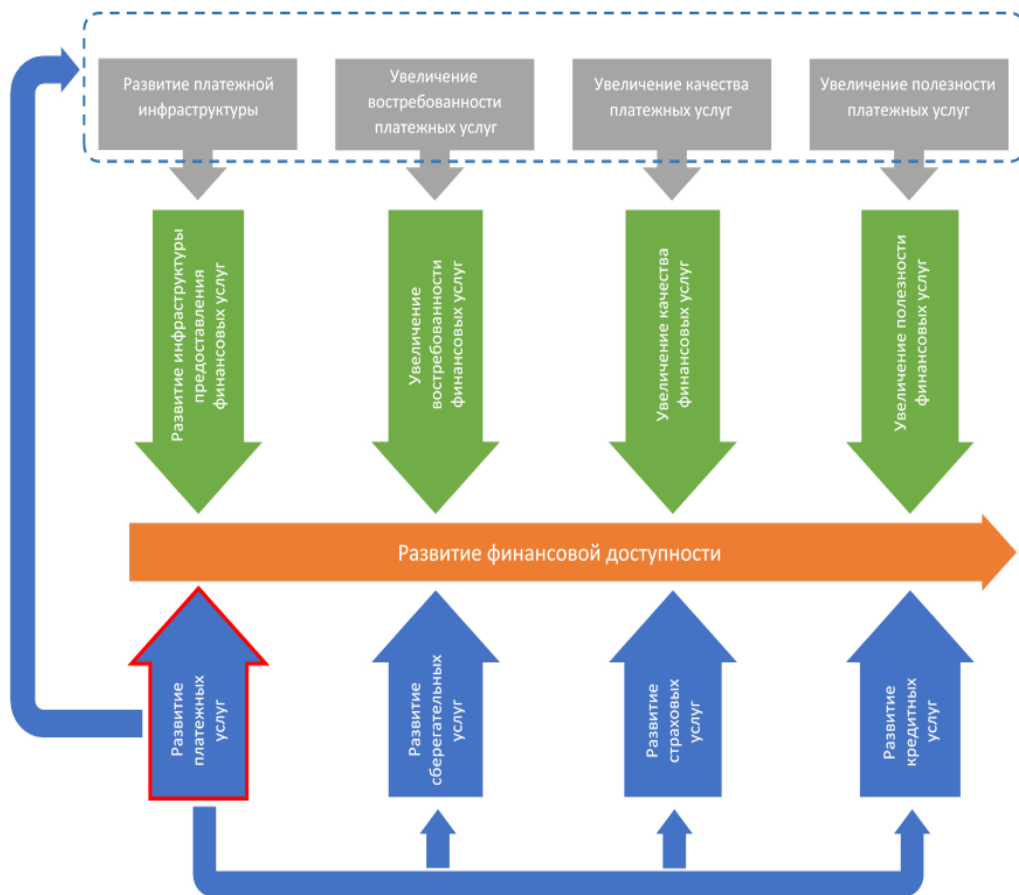 Развитие платежной
инфраструктуры
Увеличение
востребованности
платежных услуг
Увеличение качества
платежных услуг
Увеличение полезности
платежных услуг
Развитие инфраструктуры
предоставления
финансовых услуг
Увеличение
востребованности
финансовых услуг
Увеличение качества
финансовых услуг
Увеличение полезности
финансовых услуг
Развитие финансовой доступности
Развитие
платежных
услуг
Развитие
сберегательных
услуг
Развитие
страховых
услуг
Развитие
кредитных
услуг